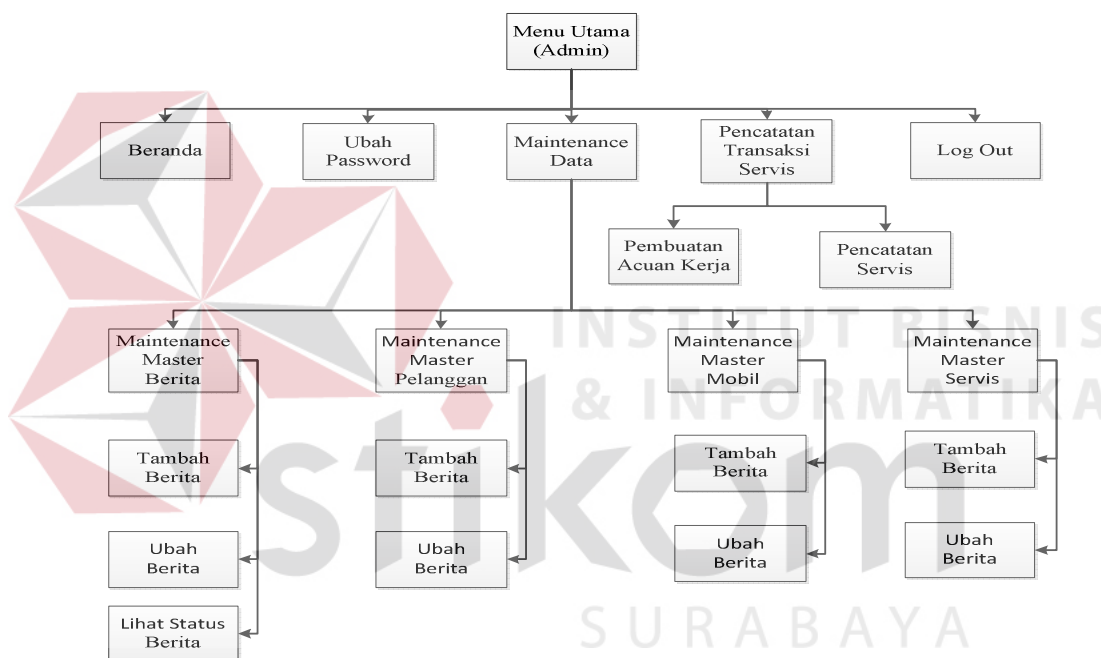 Menu Utama
(Admin)
Beranda
Ubah
Password
Maintenance
Data
Pencatatan
Transaksi
Servis
Log Out
Pembuatan
Acuan Kerja
Pencatatan
Servis
Maintenance
Master
Berita
Maintenance
Master
Pelanggan
Maintenance
Master
Mobil
Maintenance
Master
Servis
Tambah
Berita
Tambah
Berita
Tambah
Berita
Tambah
Berita
Ubah
Berita
Ubah
Berita
Ubah
Berita
Ubah
Berita
Lihat Status
Berita
INSTITUT BISNIS
& INFORMATIKA
stikom
SURABAYA